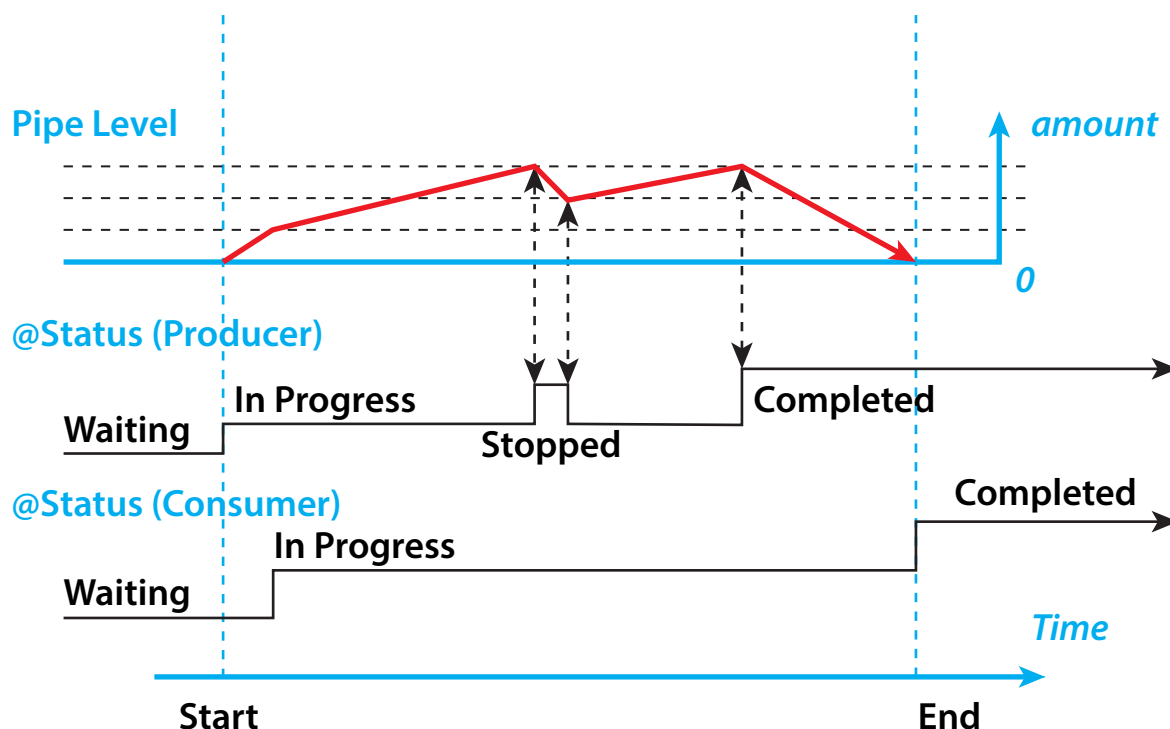 Pipe Level
amount
0
@Status (Producer)
In Progress
Completed
Waiting
Stopped
@Status (Consumer)
Completed
In Progress
Waiting
Time
Start
End